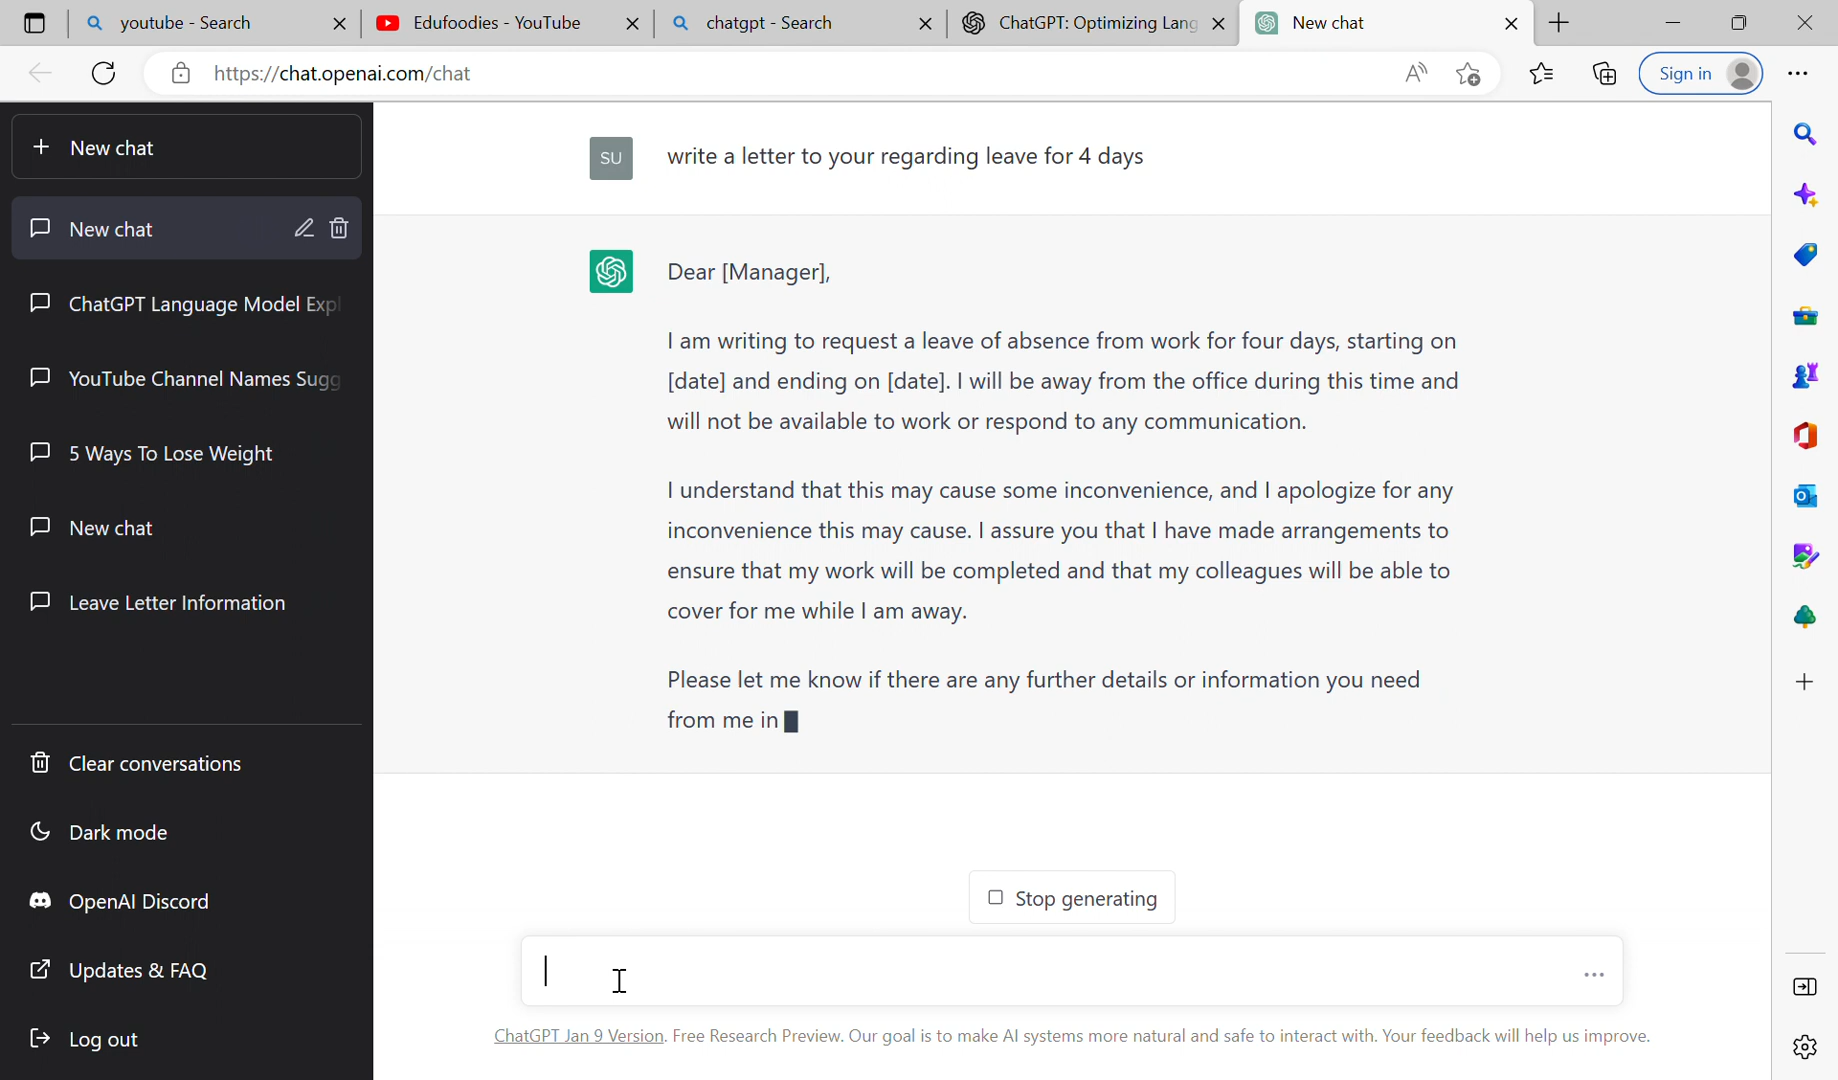 youtube - Search
Edufoodies - YouTube
chatgpt - Search
ChatGPT: Optimizing Lang
New chat
https://chat.openai.com/chat
A
Sign in
+ New chat
New chat
ChatGPT Language Model Expl
YouTube Channel Names Sugg
5 Ways To Lose Weight
New chat
Leave Letter Information
Clear conversations
Dark mode
OpenAI Discord
Updates & FAQ
Log out
SU
write a letter to your regarding leave for 4 days
Dear [Manager],
I am writing to request a leave of absence from work for four days, starting on
[date] and ending on [date]. I will be away from the office during this time and
will not be available to work or respond to any communication.
I understand that this may cause some inconvenience, and I apologize for any
inconvenience this may cause. I assure you that I have made arrangements to
ensure that my work will be completed and that my colleagues will be able to
cover for me while I am away.
Please let me know if there are any further details or information you need
from me in
Stop generating
ChatGPT Jan 9 Version. Free Research Preview. Our goal is to make AI systems more natural and safe to interact with. Your feedback will help us improve.